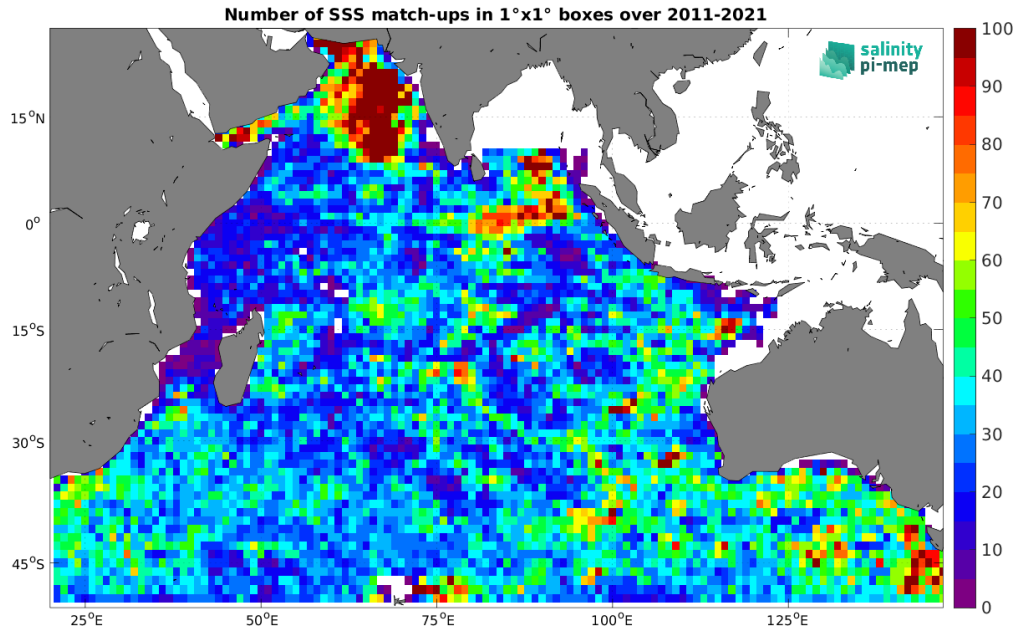 Number of SSS match-ups in 1°x1° boxes over 2011-2021
salinity
pi-mep
100
90
80
70
60
50
40
30
20
10
0
15°N
0°
15°S
30°S
45°S
25°E
50°E
75°E
100°E
125°E